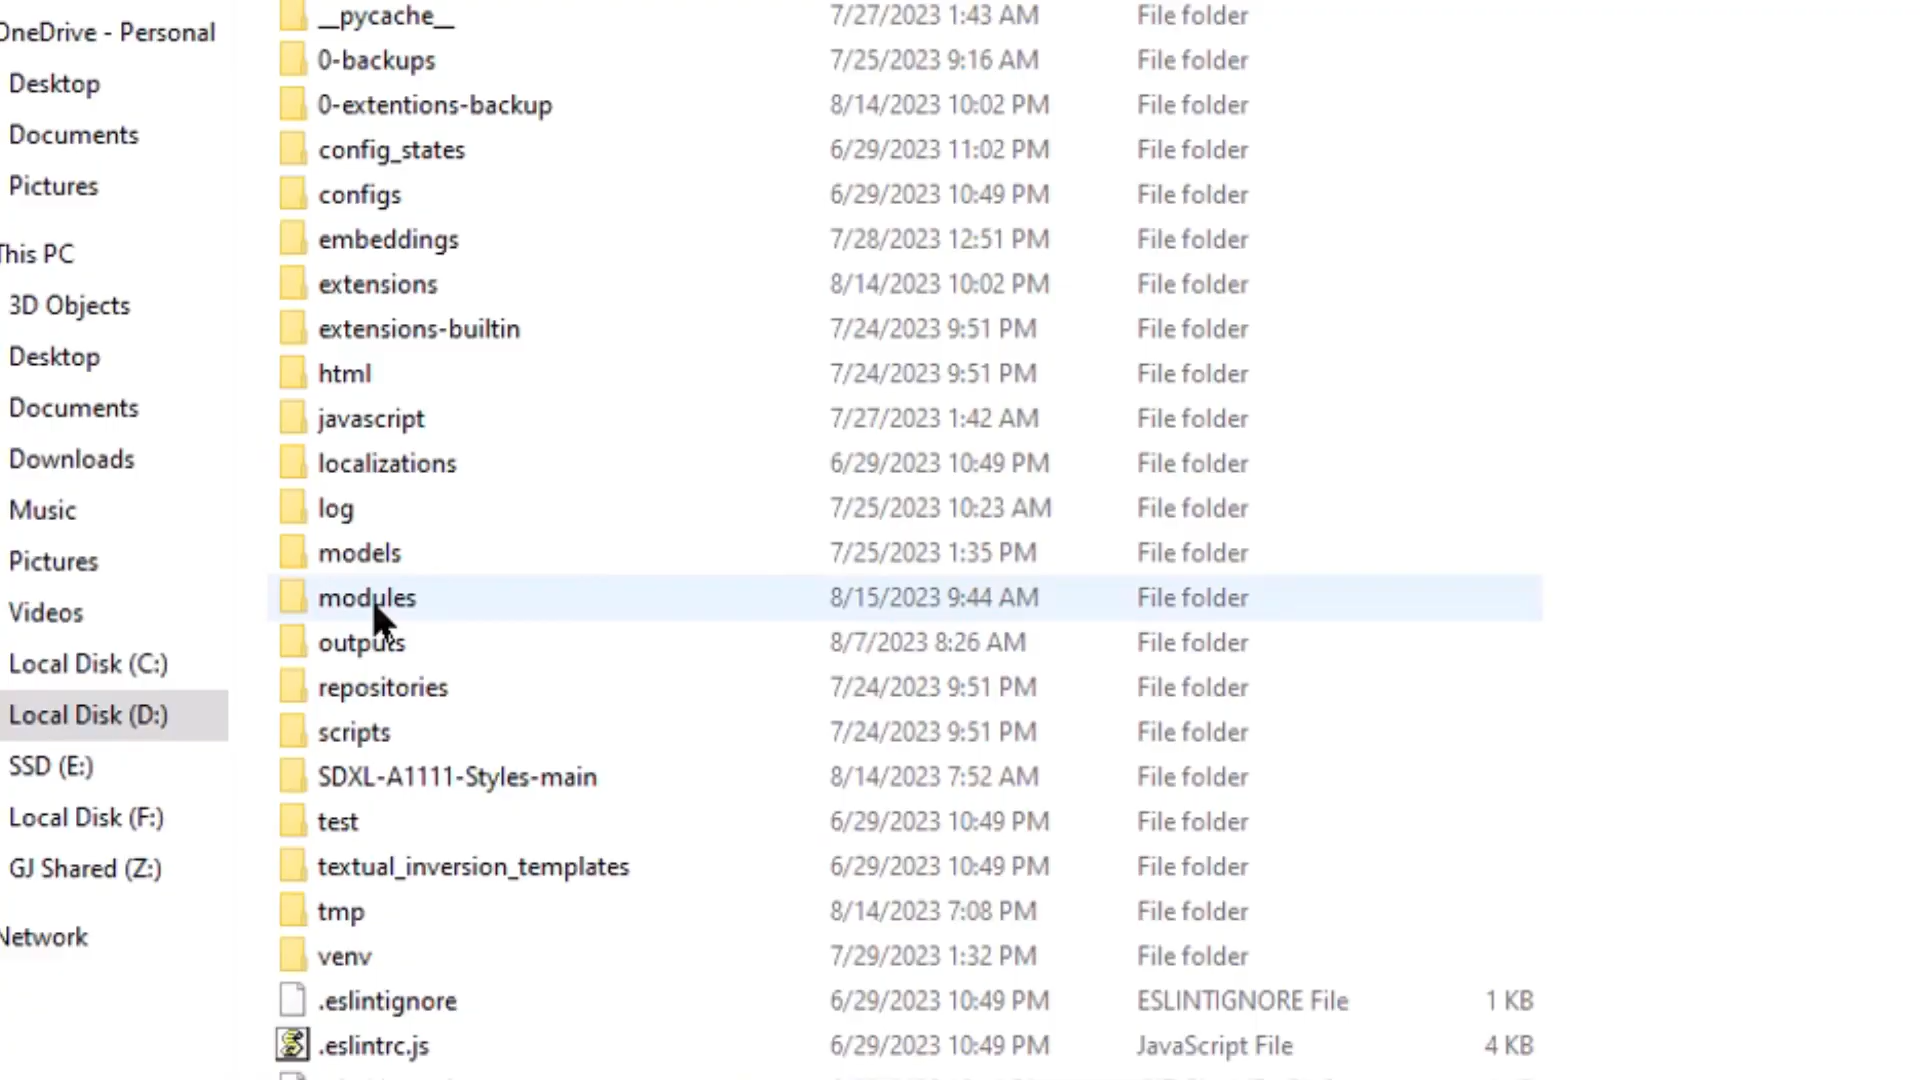 OneDrive - Personal
Desktop
Documents
Pictures
This PC
3D Objects
Desktop
Documents
Downloads
Music
Pictures
Videos
Local Disk (C:)
Local Disk (D:)
SSD (E:)
Local Disk (F:)
GJ Shared (Z:)
Network
__pycache__ 7/27/2023 1:43 AM File folder
0-backups 7/25/2023 9:16 AM File folder
0-extentions-backup 8/14/2023 10:02 PM File folder
config_states 6/29/2023 11:02 PM File folder
configs 6/29/2023 10:49 PM File folder
embeddings 7/28/2023 12:51 PM File folder
extensions 8/14/2023 10:02 PM File folder
extensions-builtin 7/24/2023 9:51 PM File folder
html 7/24/2023 9:51 PM File folder
javascript 7/27/2023 1:42 AM File folder
localizations 6/29/2023 10:49 PM File folder
log 7/25/2023 10:23 AM File folder
models 7/25/2023 1:35 PM File folder
modules 8/15/2023 9:44 AM File folder
outputs 8/7/2023 8:26 AM File folder
repositories 7/24/2023 9:51 PM File folder
scripts 7/24/2023 9:51 PM File folder
SDXL-A1111-Styles-main 8/14/2023 7:52 AM File folder
test 6/29/2023 10:49 PM File folder
textual_inversion_templates 6/29/2023 10:49 PM File folder
tmp 8/14/2023 7:08 PM File folder
venv 7/29/2023 1:32 PM File folder
.eslintignore 6/29/2023 10:49 PM ESLINTIGNORE File 1 KB
.eslintrc.js 6/29/2023 10:49 PM JavaScript File 4 KB